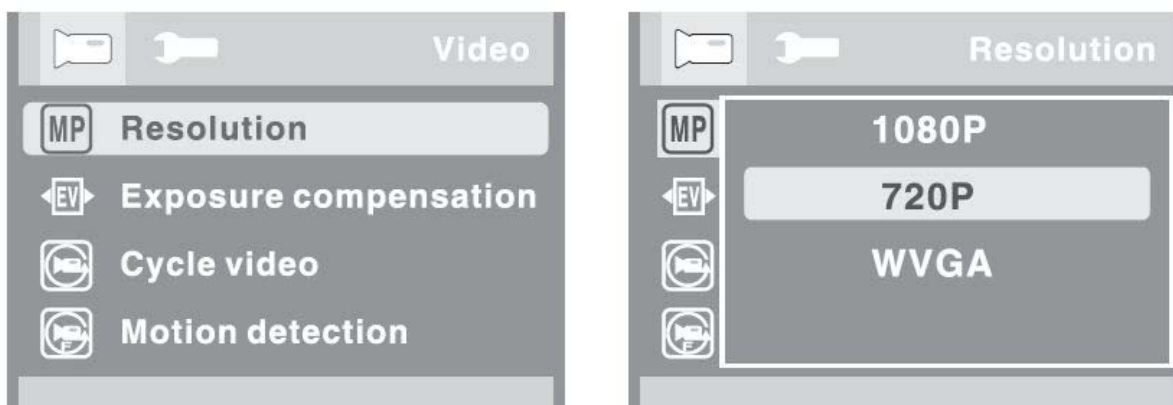 Video
MP Resolution
EV Exposure compensation
Cycle video
F Motion detection
Resolution
MP 1080P
EV 720P
WVGA
F